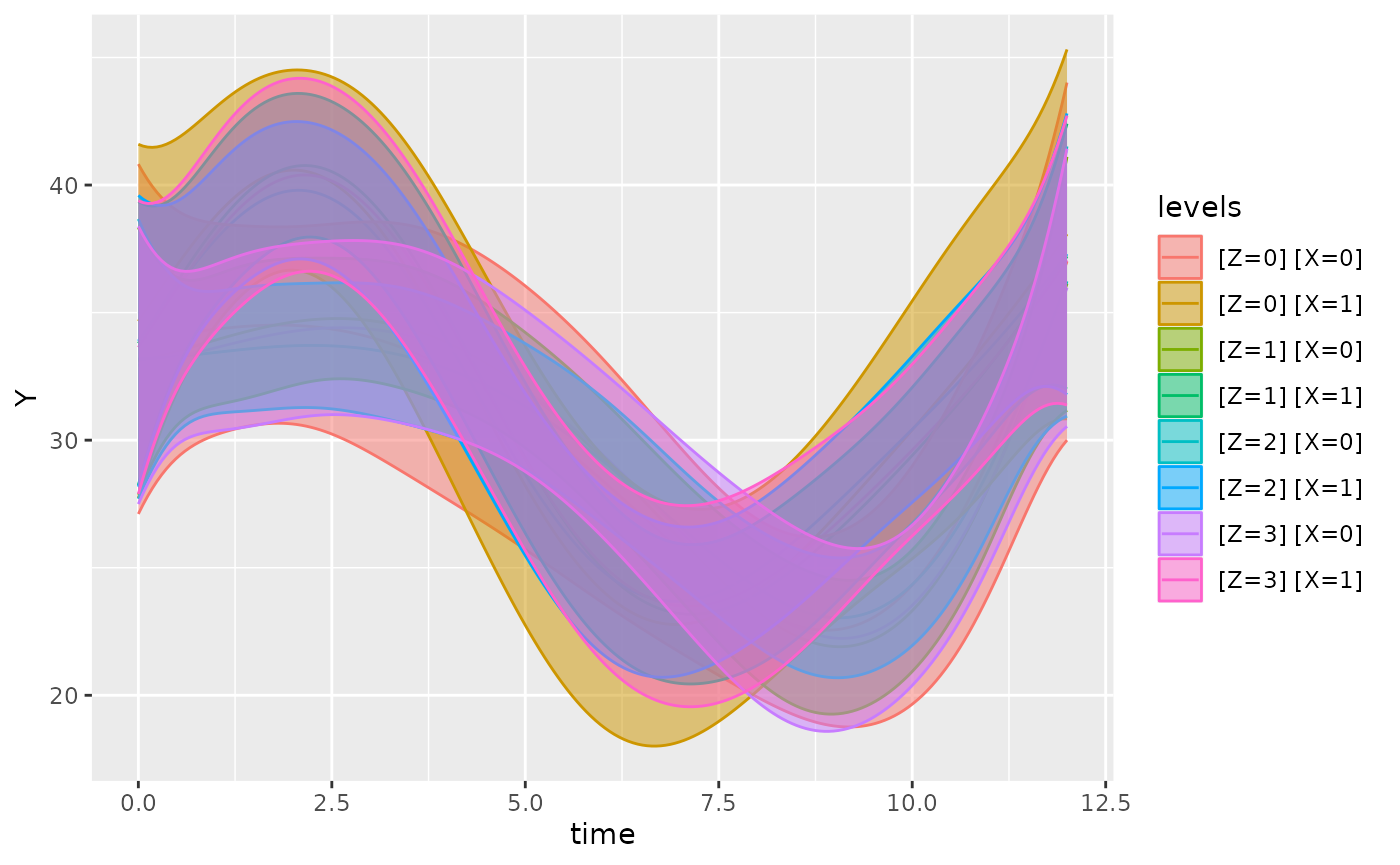 40
30
20
Y
0.0
2.5
5.0
7.5
10.0
12.5
time
levels
[Z=0] [X=0]
[Z=0] [X=1]
[Z=1] [X=0]
[Z=1] [X=1]
[Z=2] [X=0]
[Z=2] [X=1]
[Z=3] [X=0]
[Z=3] [X=1]